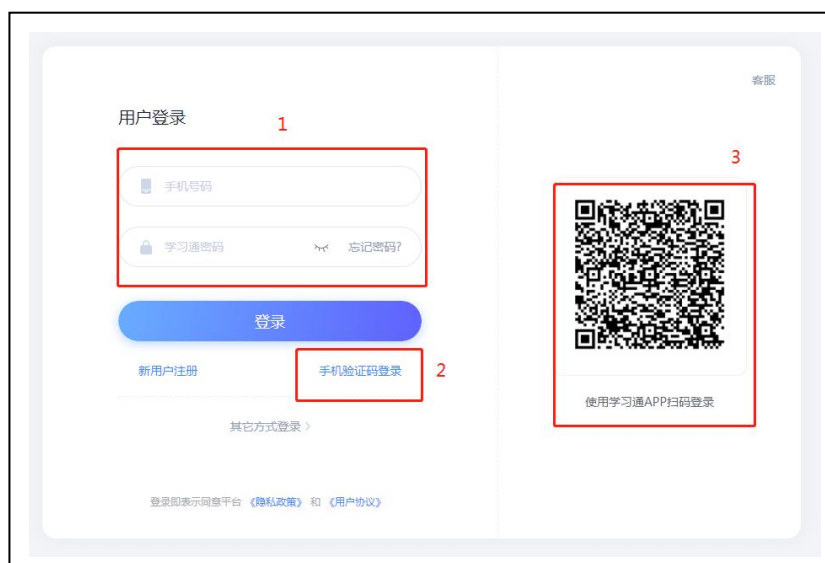 客服
用户登录
1
3
手机号码
学习通密码 忘记密码?
登录
新用户注册 手机验证码登录 2
使用学习通APP扫码登录
其它方式登录 >
登录即表示同意平台 《隐私政策》 和 《用户协议》